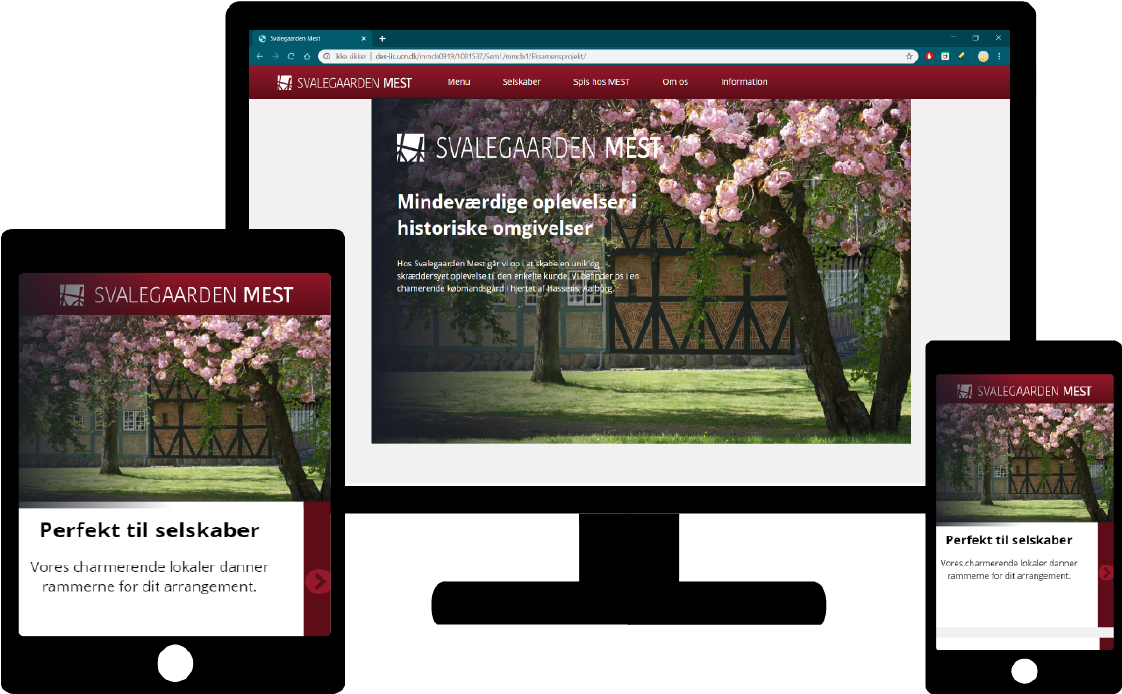 Svalegaarden Mest
Ikke sikker | des-iis.ucn.dk/mmda0919/1081537/Sem1/mmda1/Eksamensprojekt/
SVALEGAARDEN MEST
Menu
Selskaber
Spis hos MEST
Om os
Information
SVALEGAARDEN MEST
Mindeværdige oplevelser i
historiske omgivelser
Hos Svalegaarden Mest går vi op i at skabe en unik og
skræddersyet oplevelse til den enkelte kunde. Vi befinder os i en
chamerende købmandsgård i hjertet af Hasseris, Aalborg.
SVALEGAARDEN MEST
Perfekt til selskaber
Vores charmerende lokaler danner
rammerne for dit arrangement.
SVALEGAARDEN MEST
Perfekt til selskaber
Vores charmerende lokaler danner
rammerne for dit arrangement.